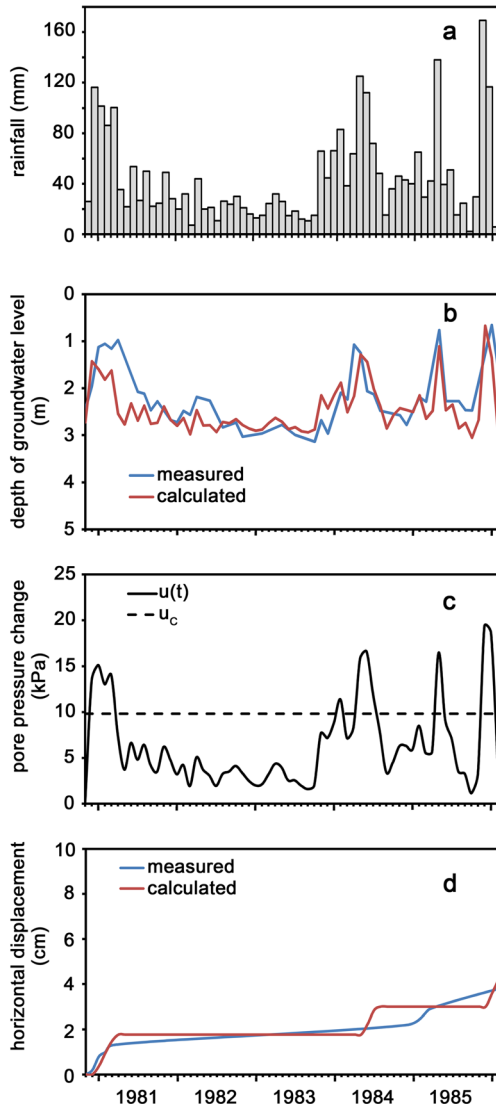 a
rainfall (mm)
160
120
80
40
0
b
depth of groundwater level
(m)
0
1
2
3
4
5
measured
calculated
c
pore pressure change
(kPa)
25
20
15
10
5
0
u(t)
uc
d
horizontal displacement
(cm)
10
8
6
4
2
0
measured
calculated
1981 1982 1983 1984 1985